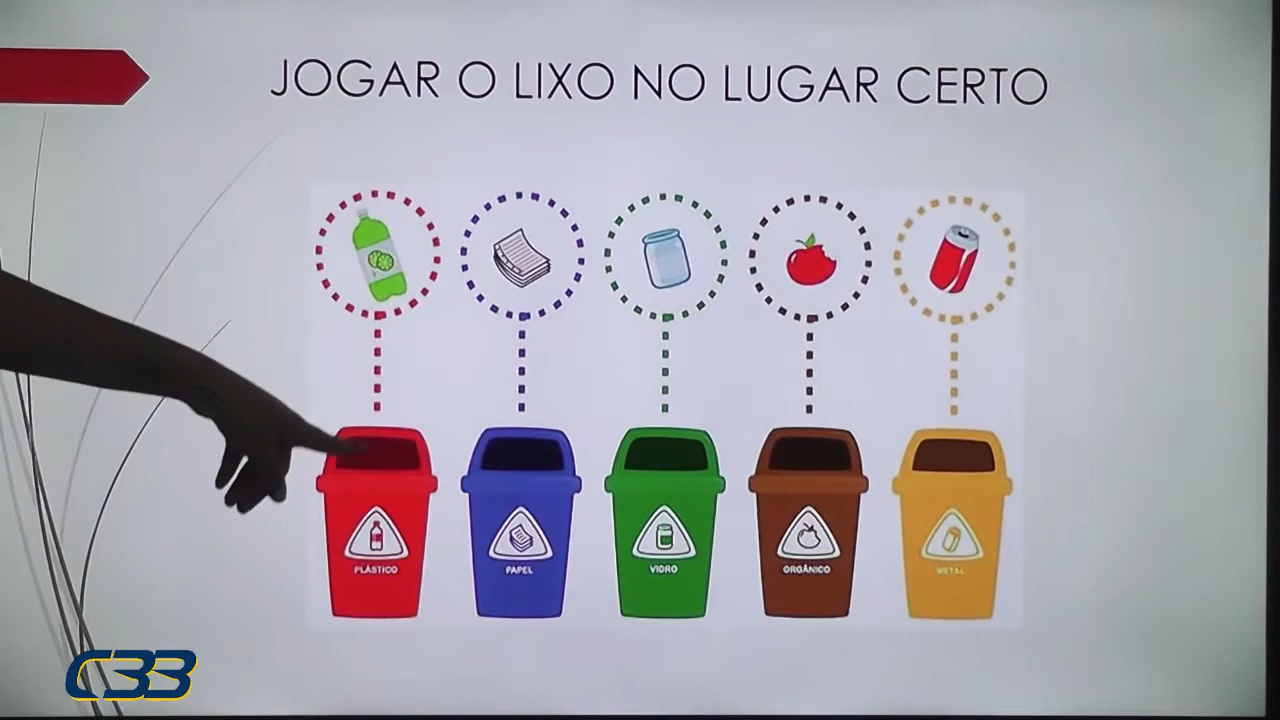 JOGAR O LIXO NO LUGAR CERTO
PLÁSTICO
PAPEL
VIDRO
ORGÂNICO
METAL
C33